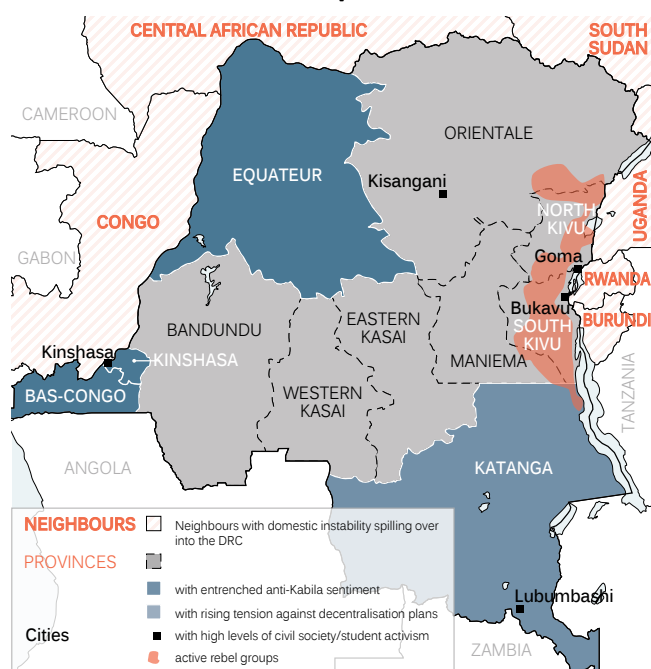 CENTRAL AFRICAN REPUBLIC
SOUTH
SUDAN
CAMEROON
ORIENTALE
EQUATEUR
Kisangani
UGANDA
NORTH
KIVU
CONGO
GABON
Goma
RWANDA
Bukavu
BURUNDI
SOUTH
KIVU
BANDUNDU
EASTERN
KASAI
Kinshasa
KINSHASA
MANIEMA
TANZANIA
BAS-CONGO
WESTERN
KASAI
ANGOLA
KATANGA
NEIGHBOURS
Neighbours with domestic instability spilling over
into the DRC
PROVINCES
with entrenched anti-Kabila sentiment
with rising tension against decentralisation plans
Cities
with high levels of civil society/student activism
active rebel groups
Lubumbashi
ZAMBIA